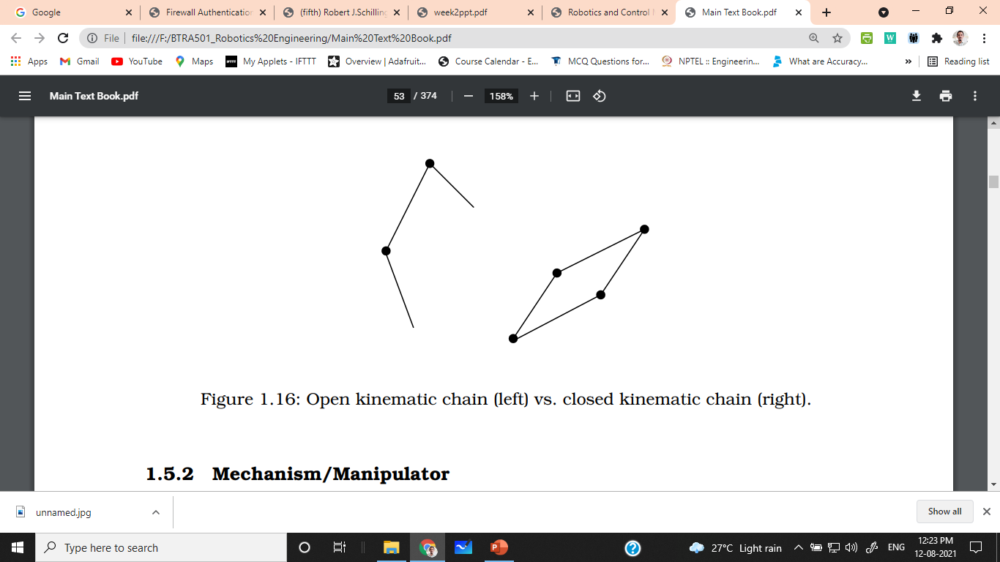 Google
Firewall Authentication
(fifth) Robert J.Schilling
week2ppt.pdf
Robotics and Control
Main Text Book.pdf
File
file:///F:/BTRA501_Robotics%20Engineering/Main%20Text%20Book.pdf
Apps
Gmail
YouTube
IFTTT
Maps
My Applets - IFTTT
Overview | Adafruit...
Course Calendar - E...
MCQ Questions for...
NPTEL :: Engineerin...
What are Accuracy...
»
Reading list
Main Text Book.pdf
53 / 374
158%
Figure 1.16: Open kinematic chain (left) vs. closed kinematic chain (right).
1.5.2 Mechanism/Manipulator
unnamed.jpg
Show all
Type here to search
27°C Light rain
ENG
12:23 PM
12-08-2021